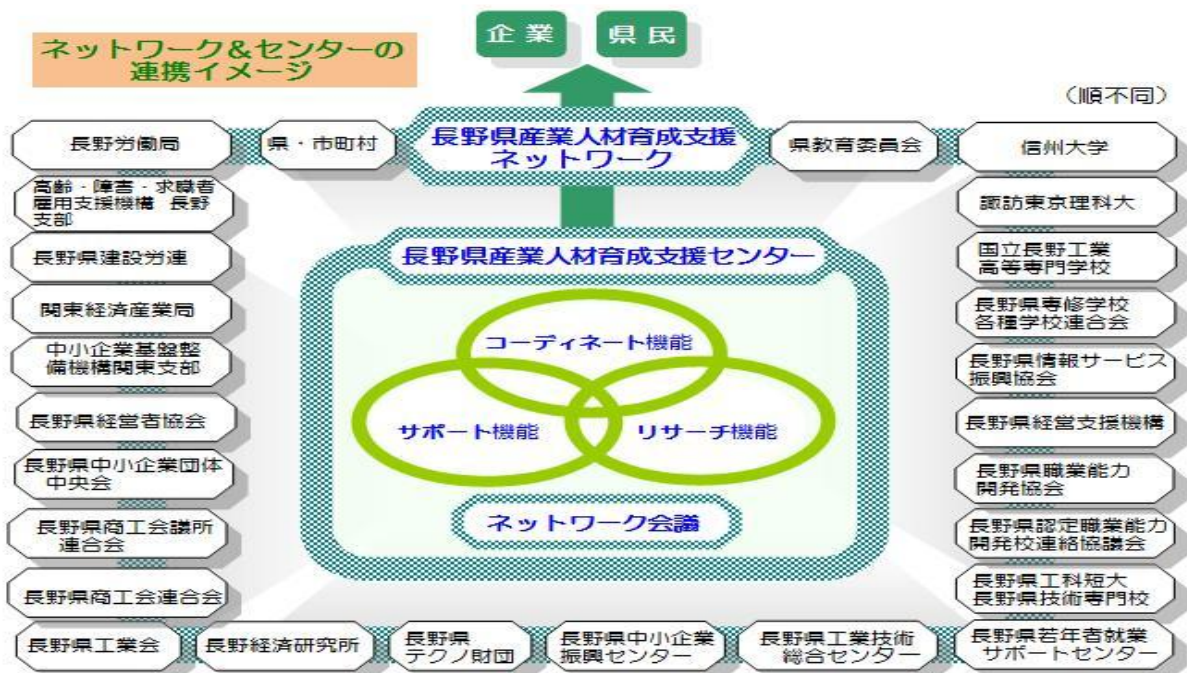 ネットワーク&センターの
連携イメージ
企業
県民
(順不同)
長野労働局
県・市町村
長野県産業人材育成支援
ネットワーク
県教育委員会
信州大学
高齢・障害・求職者
雇用支援機構 長野
支部
長野県建設労連
関東経済産業局
中小企業基盤整
備機構関東支部
長野県経営者協会
長野県中小企業団体
中央会
長野県商工会議所
連合会
長野県商工会連合会
長野県産業人材育成支援センター
コーディネート機能
サポート機能
リサーチ機能
ネットワーク会議
諏訪東京理科大
国立長野工業
高等専門学校
長野県専修学校
各種学校連合会
長野県情報サービス
振興協会
長野県経営支援機構
長野県職業能力
開発協会
長野県認定職業能力
開発校連絡協議会
長野県工科短大
長野県技術専門校
長野県工業会
長野経済研究所
長野県
テクノ財団
長野県中小企業
振興センター
長野県工業技術
総合センター
長野県若年者就業
サポートセンター